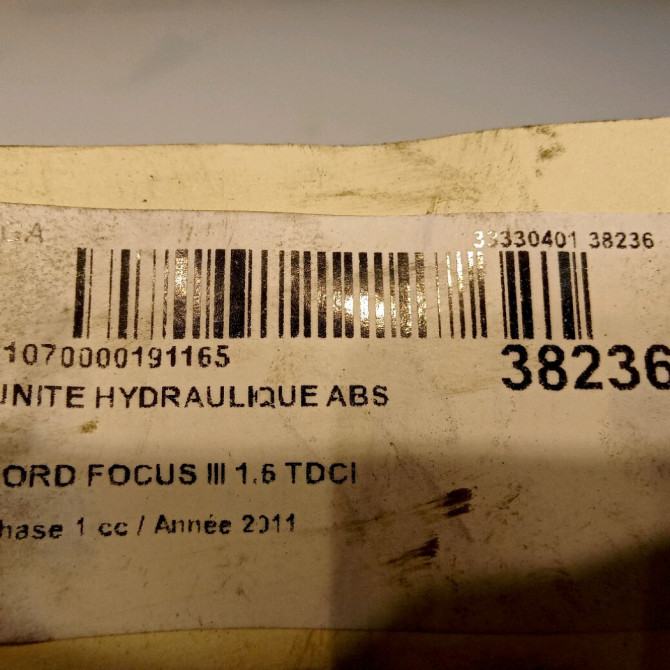 33330401 38236
1070000191165
38236
UNITE HYDRAULIQUE ABS
ORD FOCUS III 1.6 TDCI
hase 1 cc / Année 2011